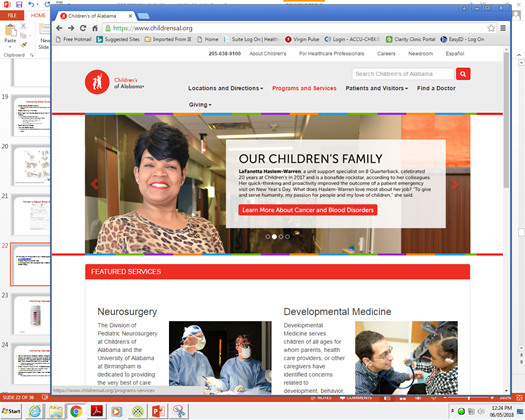 FILE HOME
Children's of Alabama
https://www.childrensal.org
Free Hotmail Suggested Sites Imported From IE Home Suite Log On | Health Virgin Pulse Login - ACCU-CHEK Clarity Clinic Portal EasyID - Log On
Paste
New
Slide
Clipboard
205-638-9100 About Children's For Healthcare Professionals Careers Newsroom Español
Search Children's of Alabama
Children's
of Alabama
Locations and Directions Programs and Services Patients and Visitors Find a Doctor
Giving
OUR CHILDREN'S FAMILY
LaFanetta Haslem-Warren, a unit support specialist on 8 Quarterback, celebrated
20 years at Children's in 2017 and is a bonafide rockstar, according to her colleagues.
Her quick-thinking and proactivity improved the outcome of a patient emergency
visit on New Year's Day. What does Haslem-Warren love most about her job? "To give
and serve humanity, my passion for people and my love of children," she said.
Learn More About Cancer and Blood Disorders
FEATURED SERVICES
Neurosurgery
The Division of
Pediatric Neurosurgery
at Children's of
Alabama and the
University of Alabama
at Birmingham is
dedicated to providing
the very best of care
Developmental Medicine
Developmental
Medicine serves
children of all ages for
whom parents, health
care providers, or other
caregivers have
identified concerns
related to
development, behavior,
https://www.childrensal.org/programs-services
19
20
21
22
23
24
SLIDE 22 OF 36
NOTES COMMENTS
Start
12:24 PM
06/05/2018